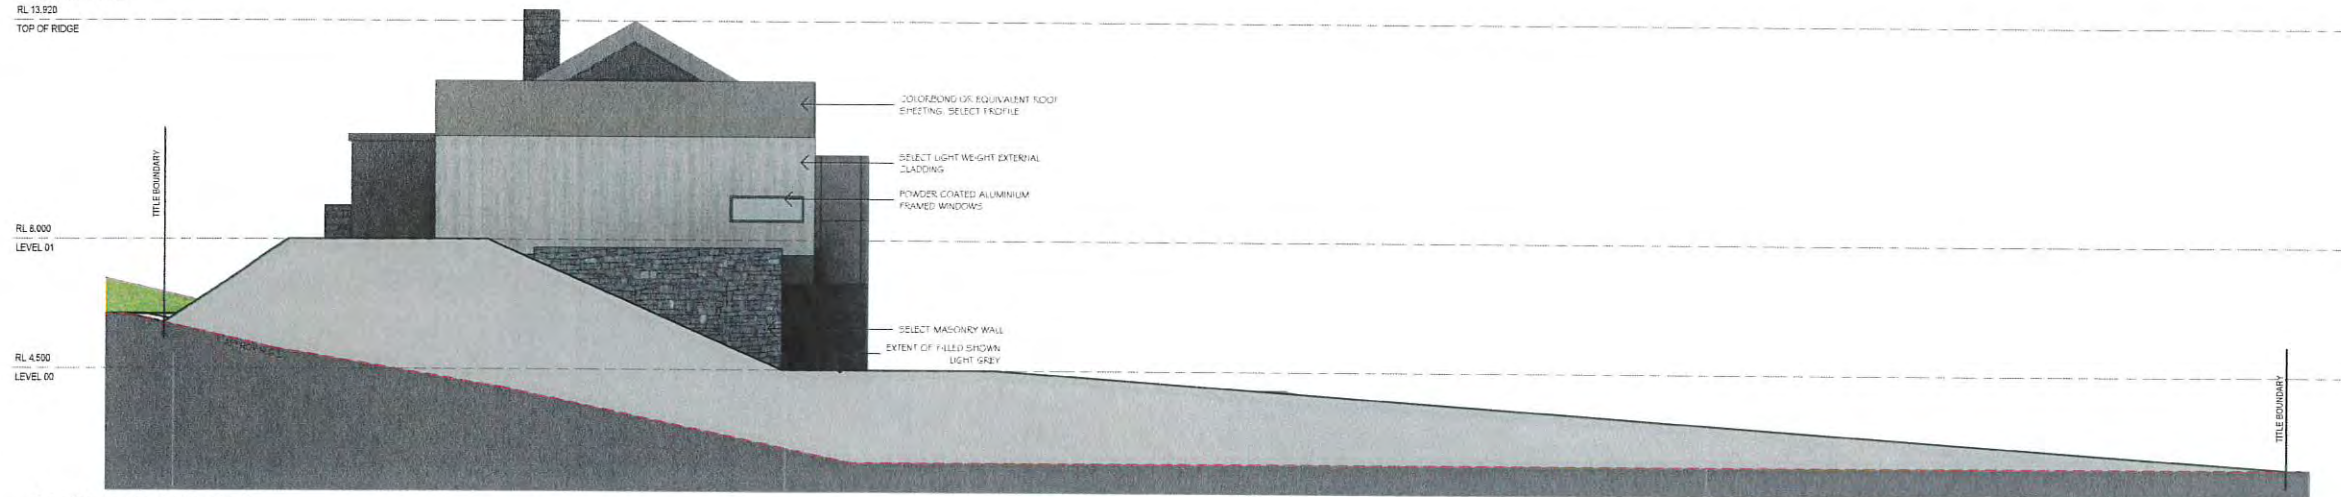 RL 13.920
TOP OF RIDGE
COLORBOND OR EQUIVALENT ROOF
SHEETING. SELECT PROFILE
TITLE BOUNDARY
SELECT LIGHT WEIGHT EXTERNAL
CLADDING
POWDER COATED ALUMINIUM
FRAMED WINDOWS
RL 8.000
LEVEL 01
SELECT MASONRY WALL
EXTENT OF FILLED SHOWN
LIGHT GREY
RL 4.500
LEVEL 00
TITLE BOUNDARY